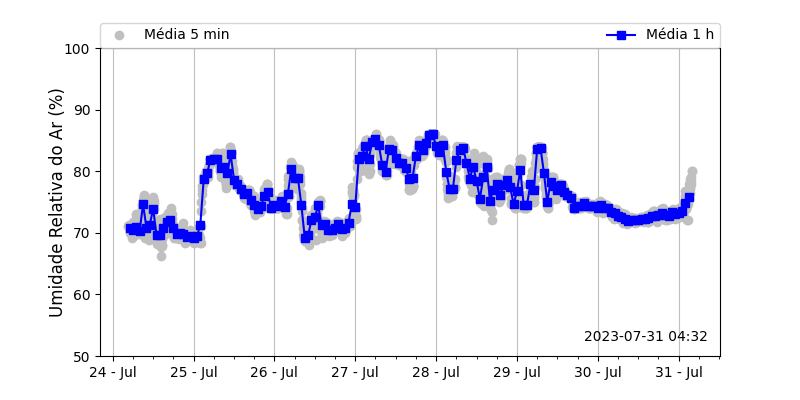 Média 5 min
Média 1 h
Umidade Relativa do Ar (%)
100
90
80
70
60
50
2023-07-31 04:32
24 - Jul
25 - Jul
26 - Jul
27 - Jul
28 - Jul
29 - Jul
30 - Jul
31 - Jul